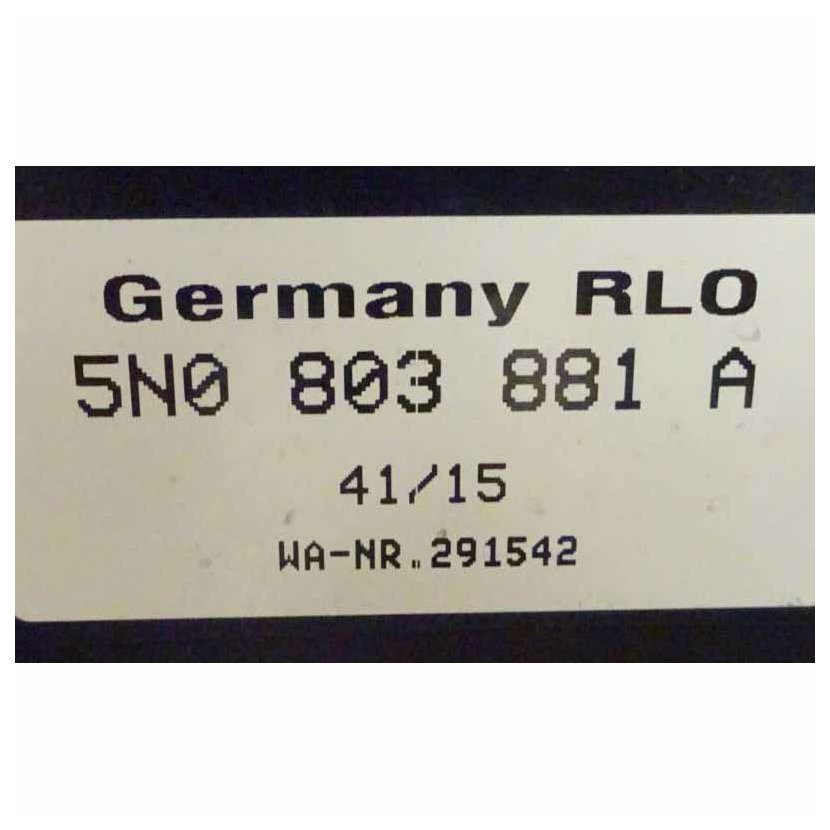 Germany RLO
5N0 803 881 A
41/15
WA-NR. 291542